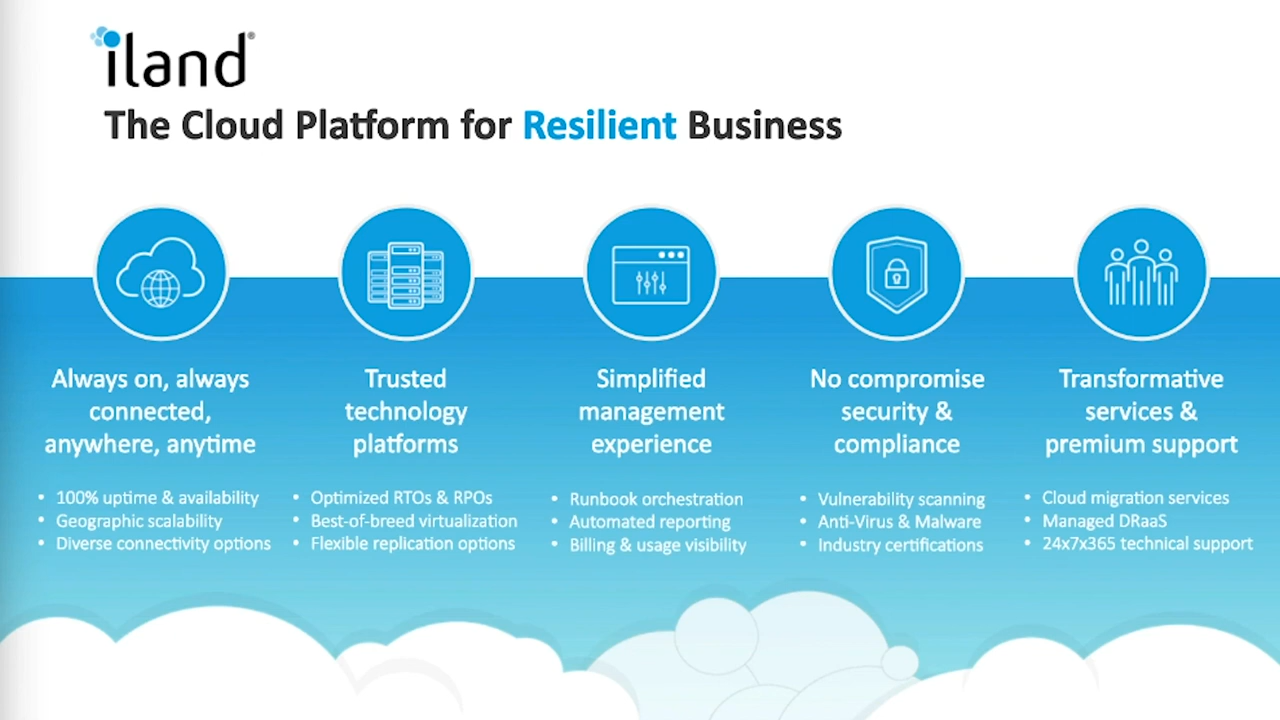 iland®
The Cloud Platform for Resilient Business
Always on, always
connected,
anywhere, anytime
• 100% uptime & availability
• Geographic scalability
• Diverse connectivity options
Trusted
technology
platforms
• Optimized RTOs & RPOs
• Best-of-breed virtualization
• Flexible replication options
Simplified
management
experience
• Runbook orchestration
• Automated reporting
• Billing & usage visibility
No compromise
security &
compliance
• Vulnerability scanning
• Anti-Virus & Malware
• Industry certifications
Transformative
services &
premium support
• Cloud migration services
• Managed DRaaS
• 24x7x365 technical support